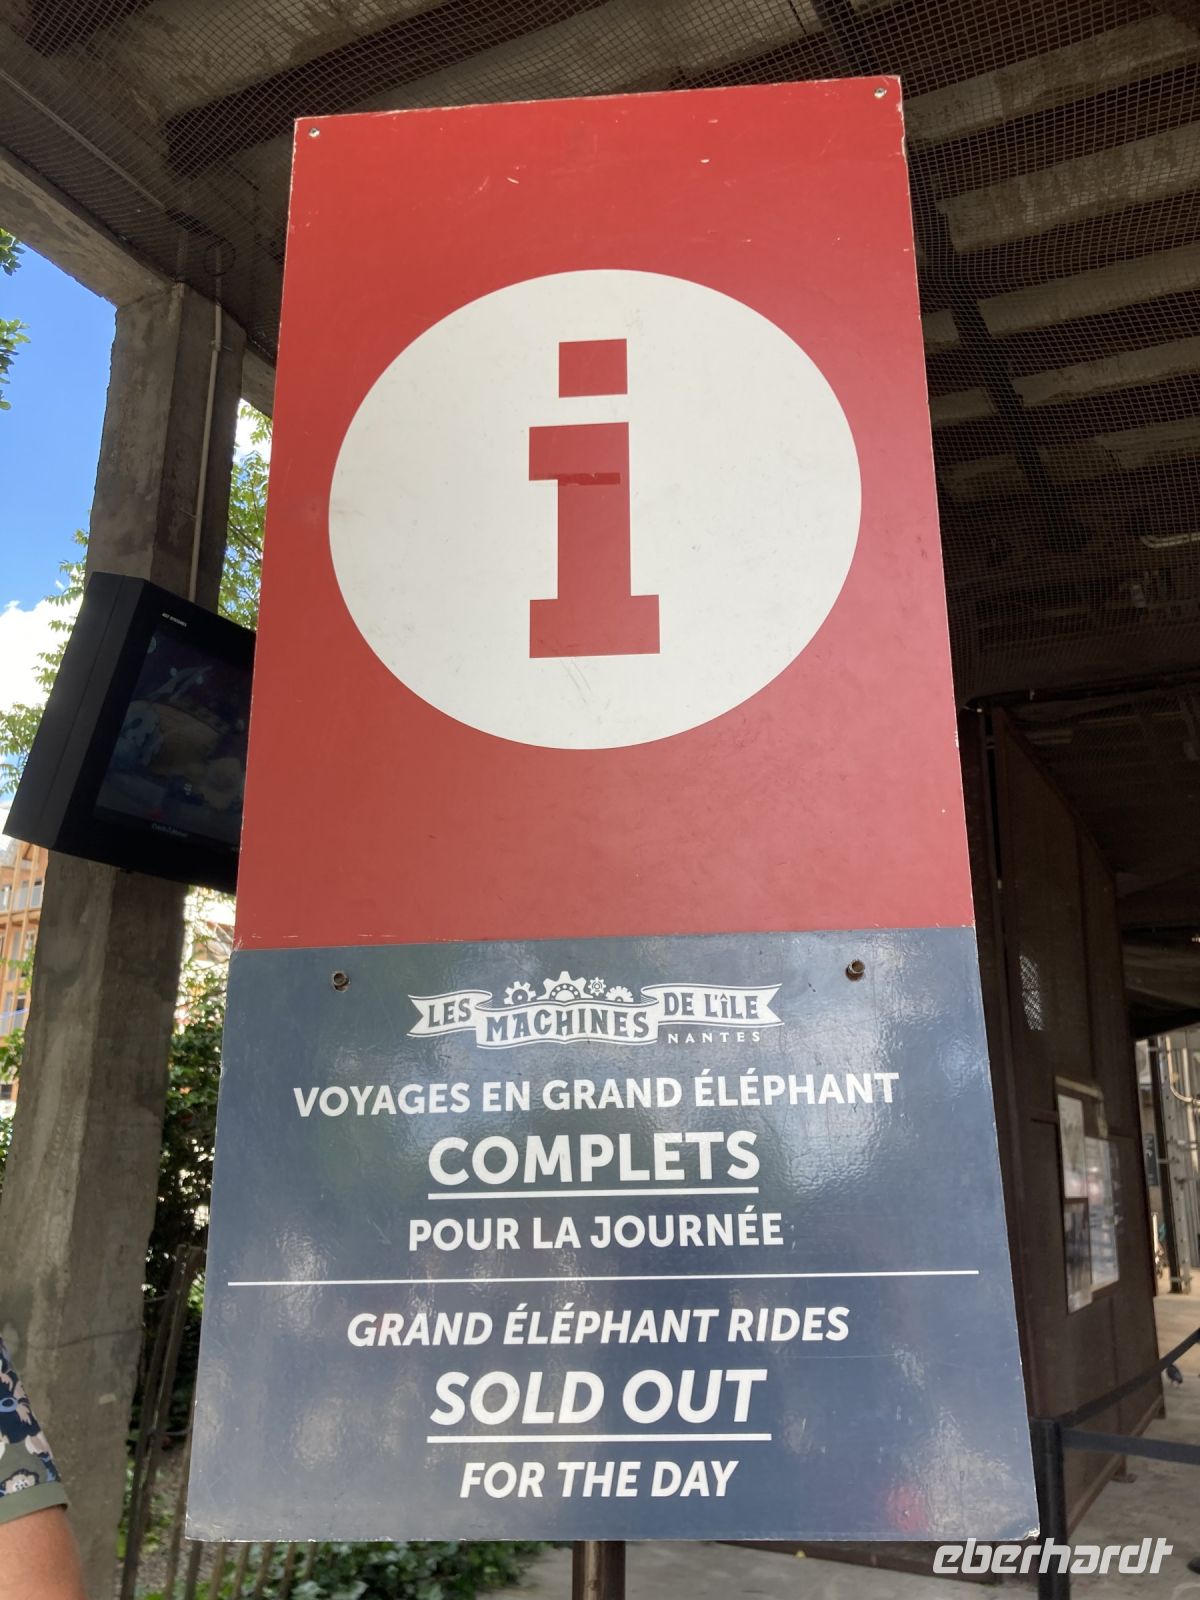 i
LES MACHINES DE L'ÎLE
NANTES
VOYAGES EN GRAND ÉLÉPHANT
COMPLETS
POUR LA JOURNÉE
GRAND ÉLÉPHANT RIDES
SOLD OUT
FOR THE DAY
eberhardt